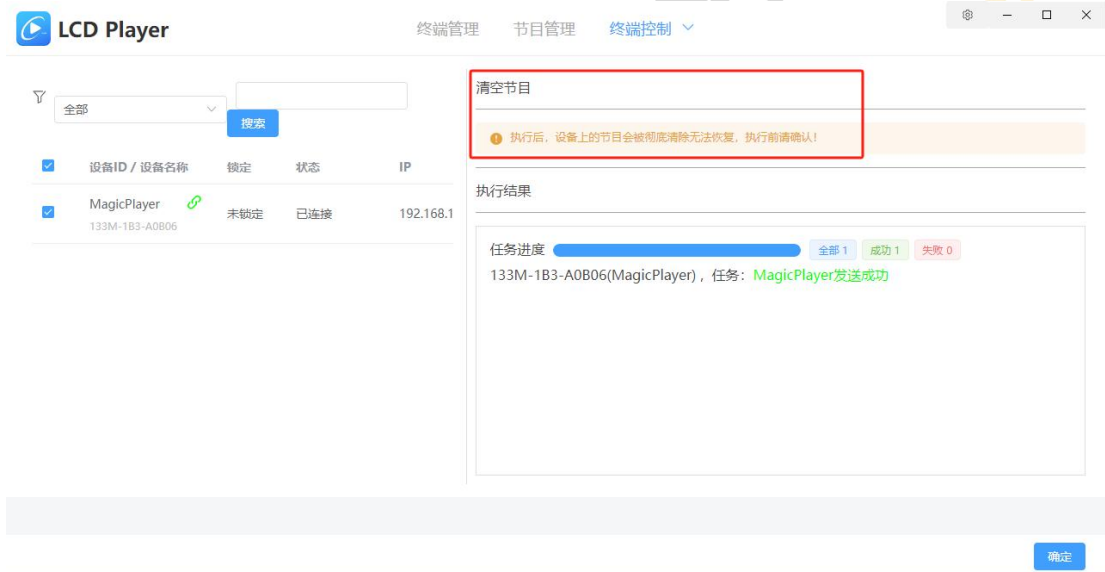 LCD Player
终端管理 节目管理 终端控制
全部
搜索
设备ID / 设备名称 锁定 状态 IP
MagicPlayer 未锁定 已连接 192.168.1
133M-1B3-A0B06
清空节目
执行后，设备上的节目会被彻底清除无法恢复，执行前请确认！
执行结果
任务进度 全部 1 成功 1 失败 0
133M-1B3-A0B06(MagicPlayer) ，任务：MagicPlayer发送成功
确定